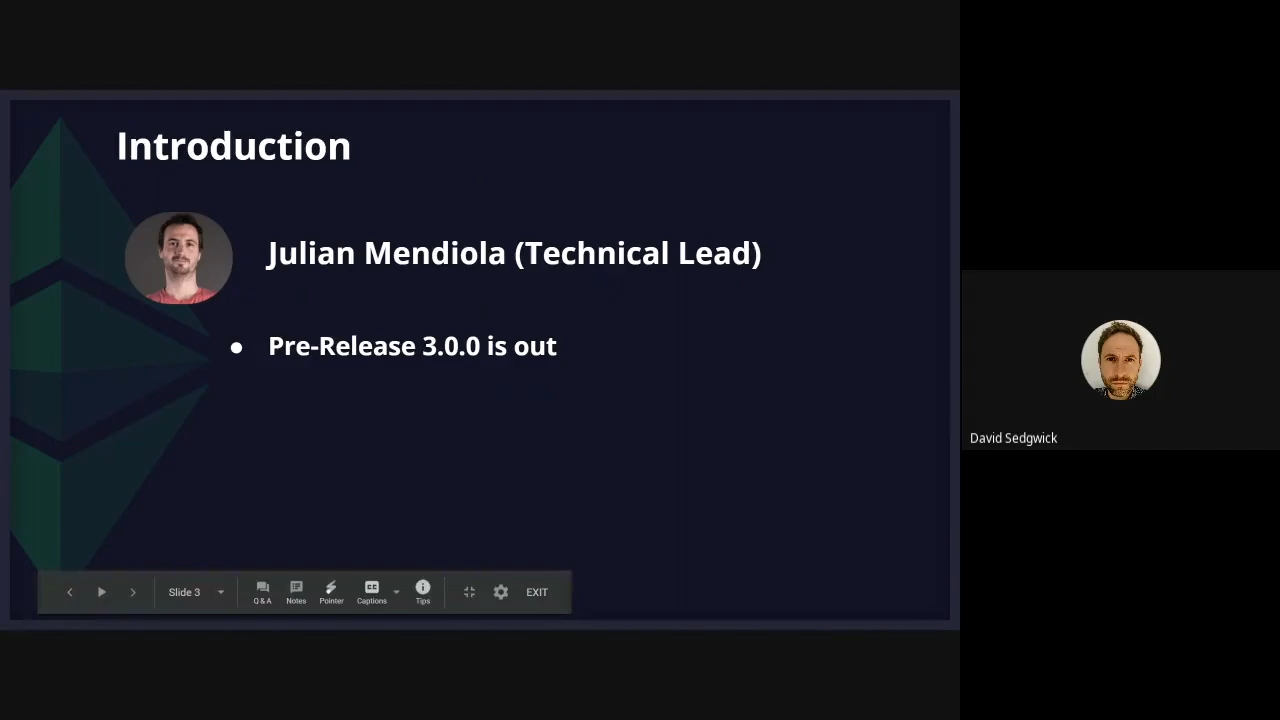 Introduction
Julian Mendiola (Technical Lead)
● Pre-Release 3.0.0 is out
David Sedgwick
Slide 3
Q & A
Notes
Pointer
CC
Captions
Tips
EXIT